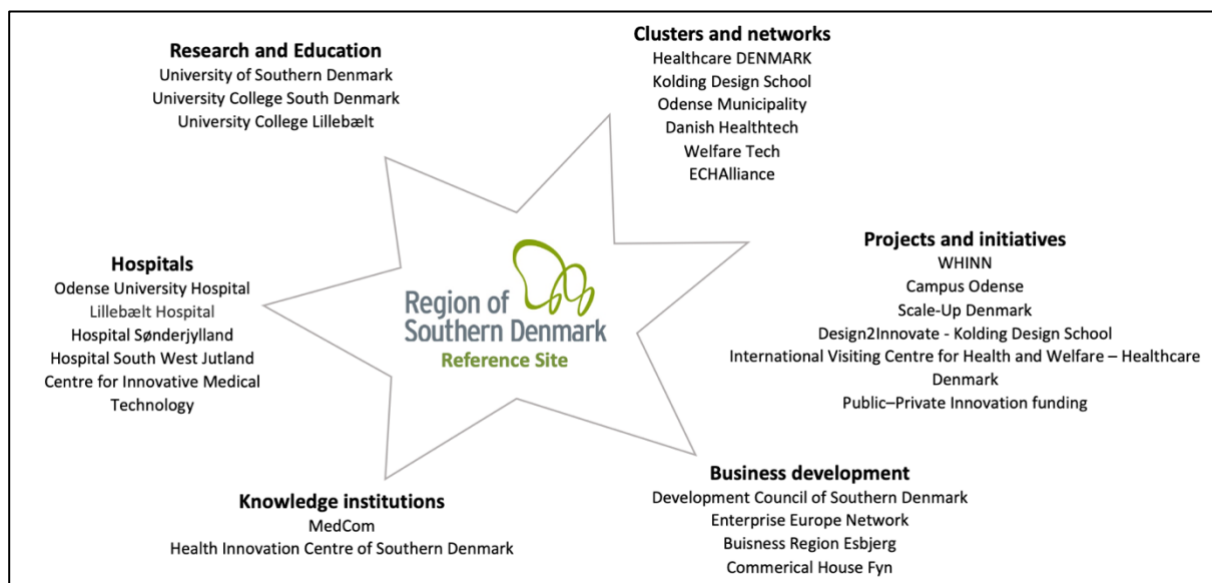 Research and Education
University of Southern Denmark
University College South Denmark
University College Lillebælt
Clusters and networks
Healthcare DENMARK
Kolding Design School
Odense Municipality
Danish Healthtech
Welfare Tech
ECHAlliance
Hospitals
Odense University Hospital
Lillebælt Hospital
Hospital Sønderjylland
Hospital South West Jutland
Centre for Innovative Medical
Technology
Region of
Southern Denmark
Reference Site
Projects and initiatives
WHINN
Campus Odense
Scale-Up Denmark
Design2Innovate - Kolding Design School
International Visiting Centre for Health and Welfare – Healthcare
Denmark
Public–Private Innovation funding
Knowledge institutions
MedCom
Health Innovation Centre of Southern Denmark
Business development
Development Council of Southern Denmark
Enterprise Europe Network
Buisness Region Esbjerg
Commerical House Fyn